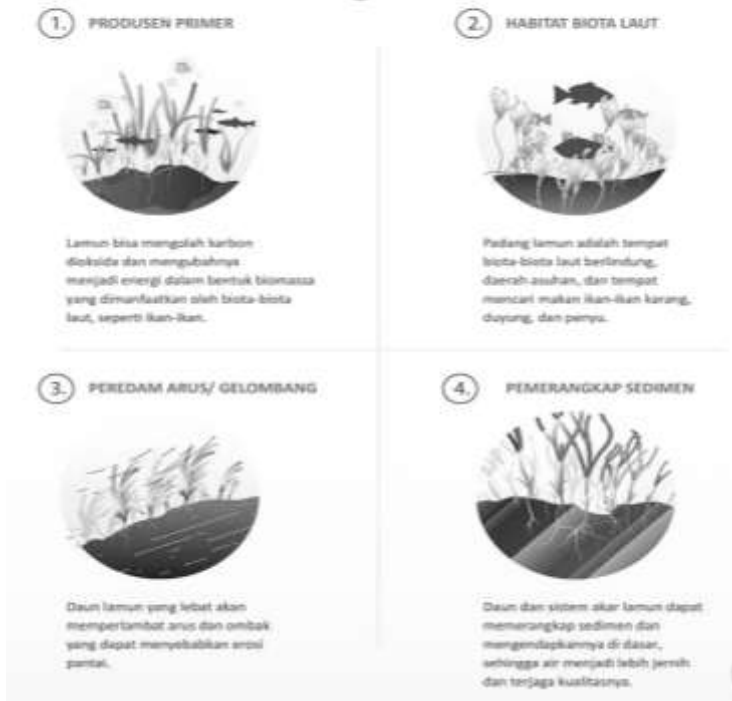 1. PRODUSEN PRIMER
Lamun bisa mengolah karbon
dioksida dan mengubahnya
menjadi energi dalam bentuk biomassa
yang dimanfaatkan oleh biota-biota
laut, seperti ikan-ikan.
2. HABITAT BIOTA LAUT
Padang lamun adalah tempat
biota-biota laut berlindung,
daerah asuhan, dan tempat
mencari makan ikan-ikan karang,
duyung, dan penyu.
3. PEREDAM ARUS/ GELOMBANG
Daun lamun yang lebat akan
memperlambat arus dan ombak
yang dapat menyebabkan erosi
pantai.
4. PEMERANGKAP SEDIMEN
Daun dan sistem akar lamun dapat
memerangkap sedimen dan
mengendapkannya di dasar,
sehingga air menjadi lebih jernih
dan terjaga kualitasnya.